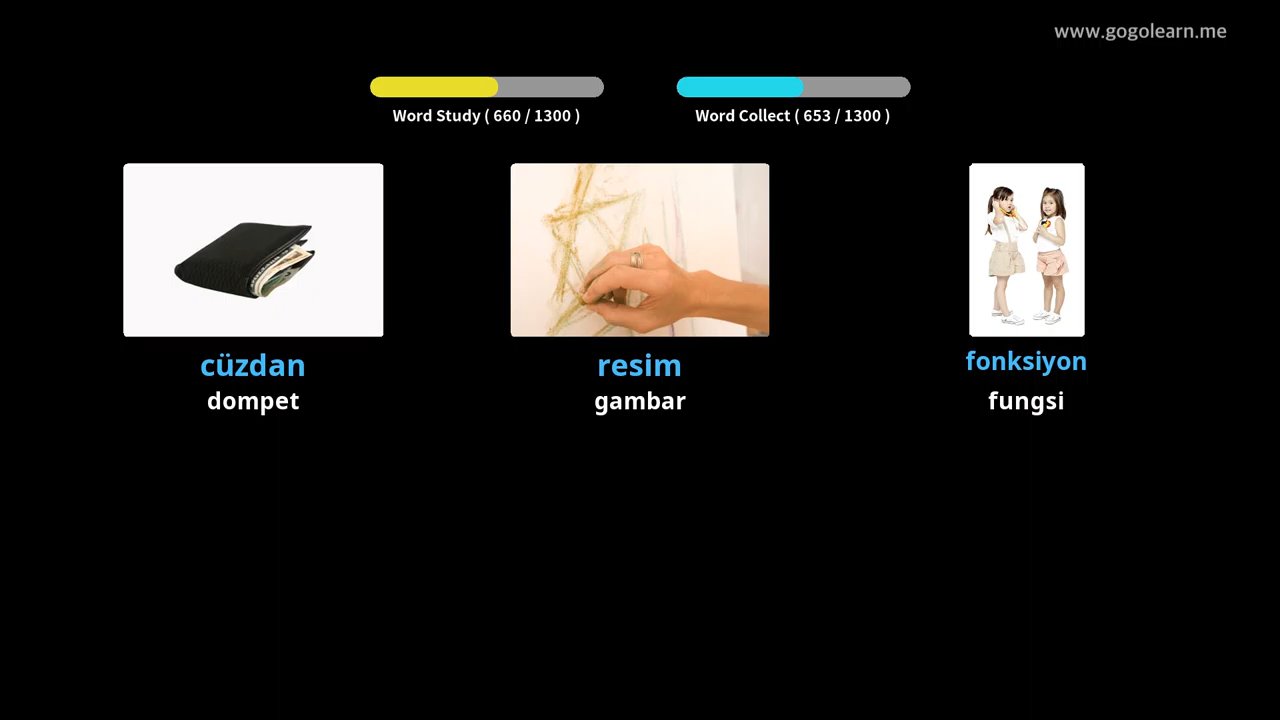 www.gogolearn.me
Word Study ( 660 / 1300 )
Word Collect ( 653 / 1300 )
cüzdan
dompet
resim
gambar
fonksiyon
fungsi